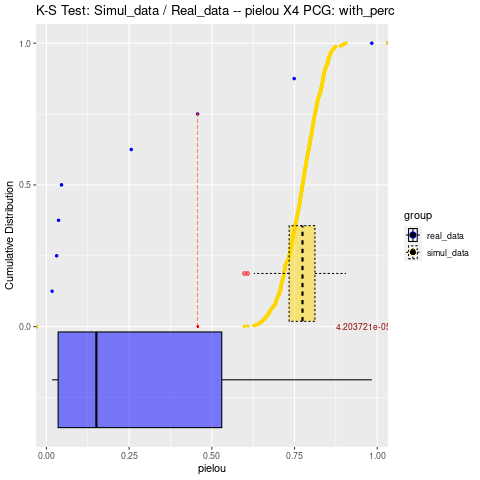 K-S Test: Simul_data / Real_data -- pielou X4 PCG: with_perc
1.0
0.5
0.0
Cumulative Distribution
4.203721e-05
0.00
0.25
0.50
0.75
1.00
pielou
group
real_data
simul_data